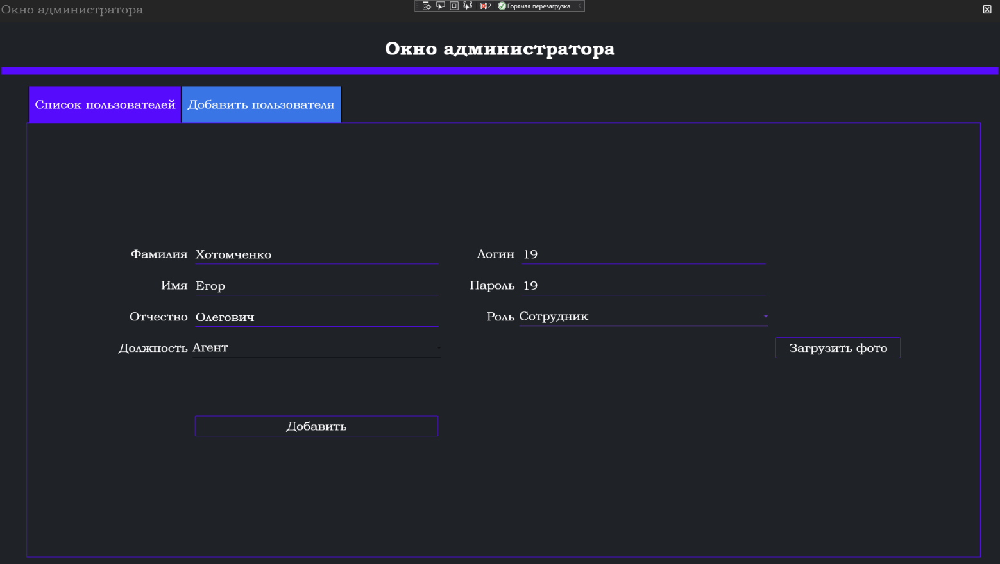 Окно администратора
2 Горячая перезагрузка
Окно администратора
Список пользователей Добавить пользователя
Фамилия Хотомченко Логин 19
Имя Егор Пароль 19
Отчество Олегович Роль Сотрудник
Должность Агент Загрузить фото
Добавить